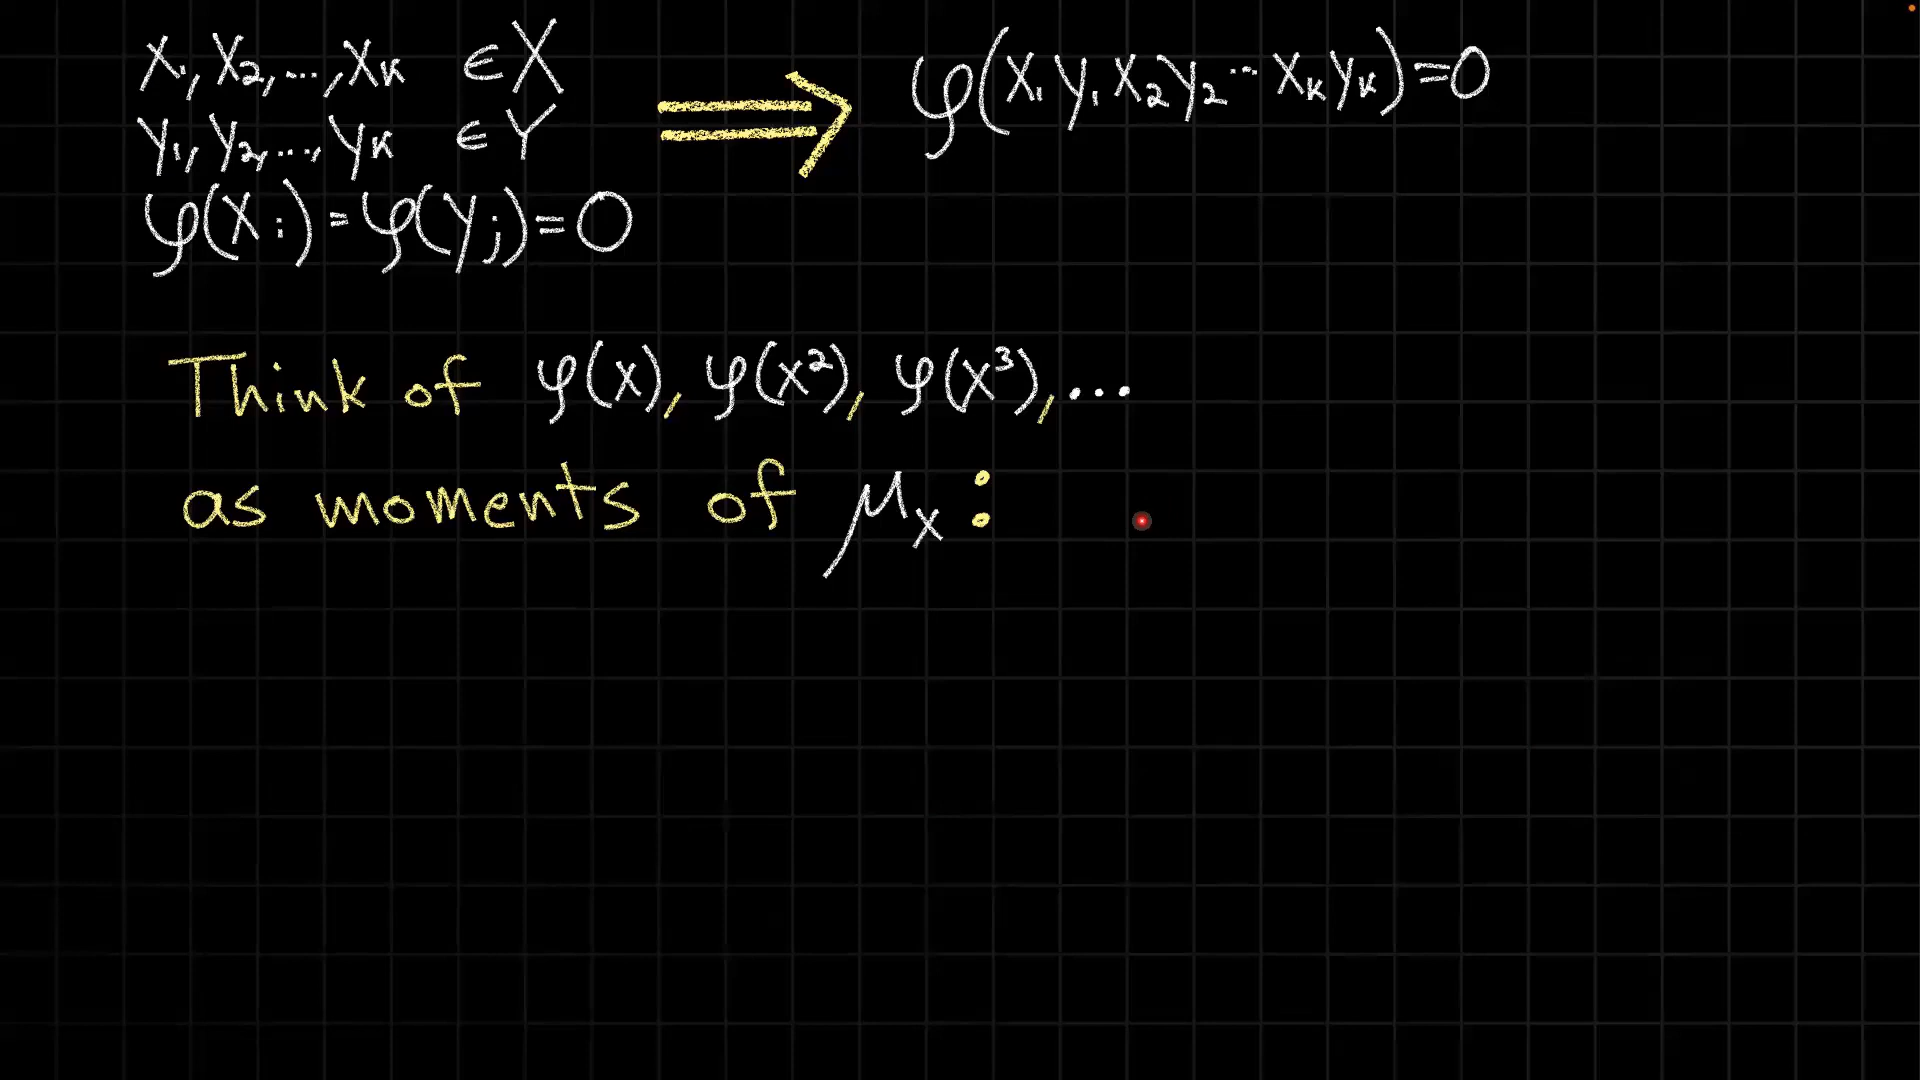 x₁, x₂, ..., xₖ ∈ X ⟹ φ(x₁y₁x₂y₂⋯xₖyₖ)=0
y₁, y₂, ..., yₖ ∈ Y
φ(xᵢ)=φ(yⱼ)=0
Think of φ(x), φ(x²), φ(x³), ...
as moments of μₓ: